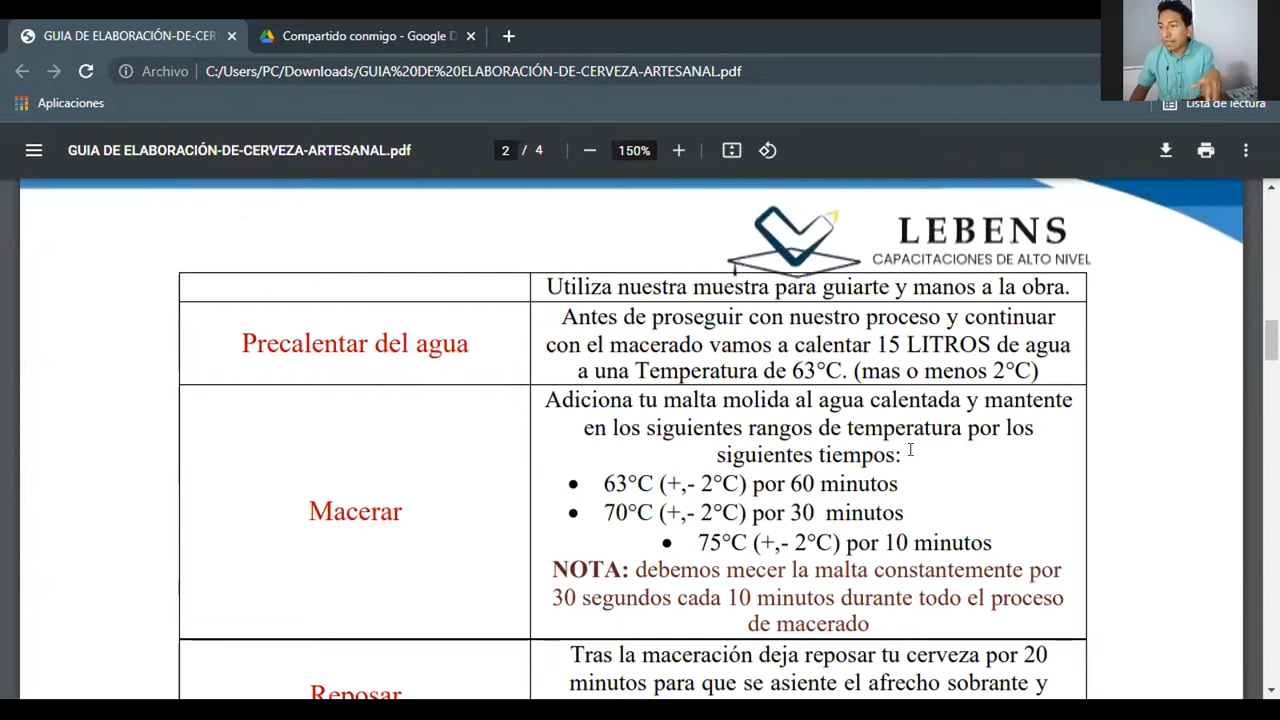 GUIA DE ELABORACIÓN-DE-CER
Compartido conmigo - Google D
Archivo
C:/Users/PC/Downloads/GUIA%20DE%20ELABORACIÓN-DE-CERVEZA-ARTESANAL.pdf
Aplicaciones
Lista de lectura
GUIA DE ELABORACIÓN-DE-CERVEZA-ARTESANAL.pdf
2 / 4
150%
LEBENS
CAPACITACIONES DE ALTO NIVEL
Utiliza nuestra muestra para guiarte y manos a la obra.
Precalentar del agua
Antes de proseguir con nuestro proceso y continuar
con el macerado vamos a calentar 15 LITROS de agua
a una Temperatura de 63°C. (mas o menos 2°C)
Macerar
Adiciona tu malta molida al agua calentada y mantente
en los siguientes rangos de temperatura por los
siguientes tiempos:
• 63°C (+,- 2°C) por 60 minutos
• 70°C (+,- 2°C) por 30 minutos
• 75°C (+,- 2°C) por 10 minutos
NOTA: debemos mecer la malta constantemente por
30 segundos cada 10 minutos durante todo el proceso
de macerado
Reposar
Tras la maceración deja reposar tu cerveza por 20
minutos para que se asiente el afrecho sobrante y